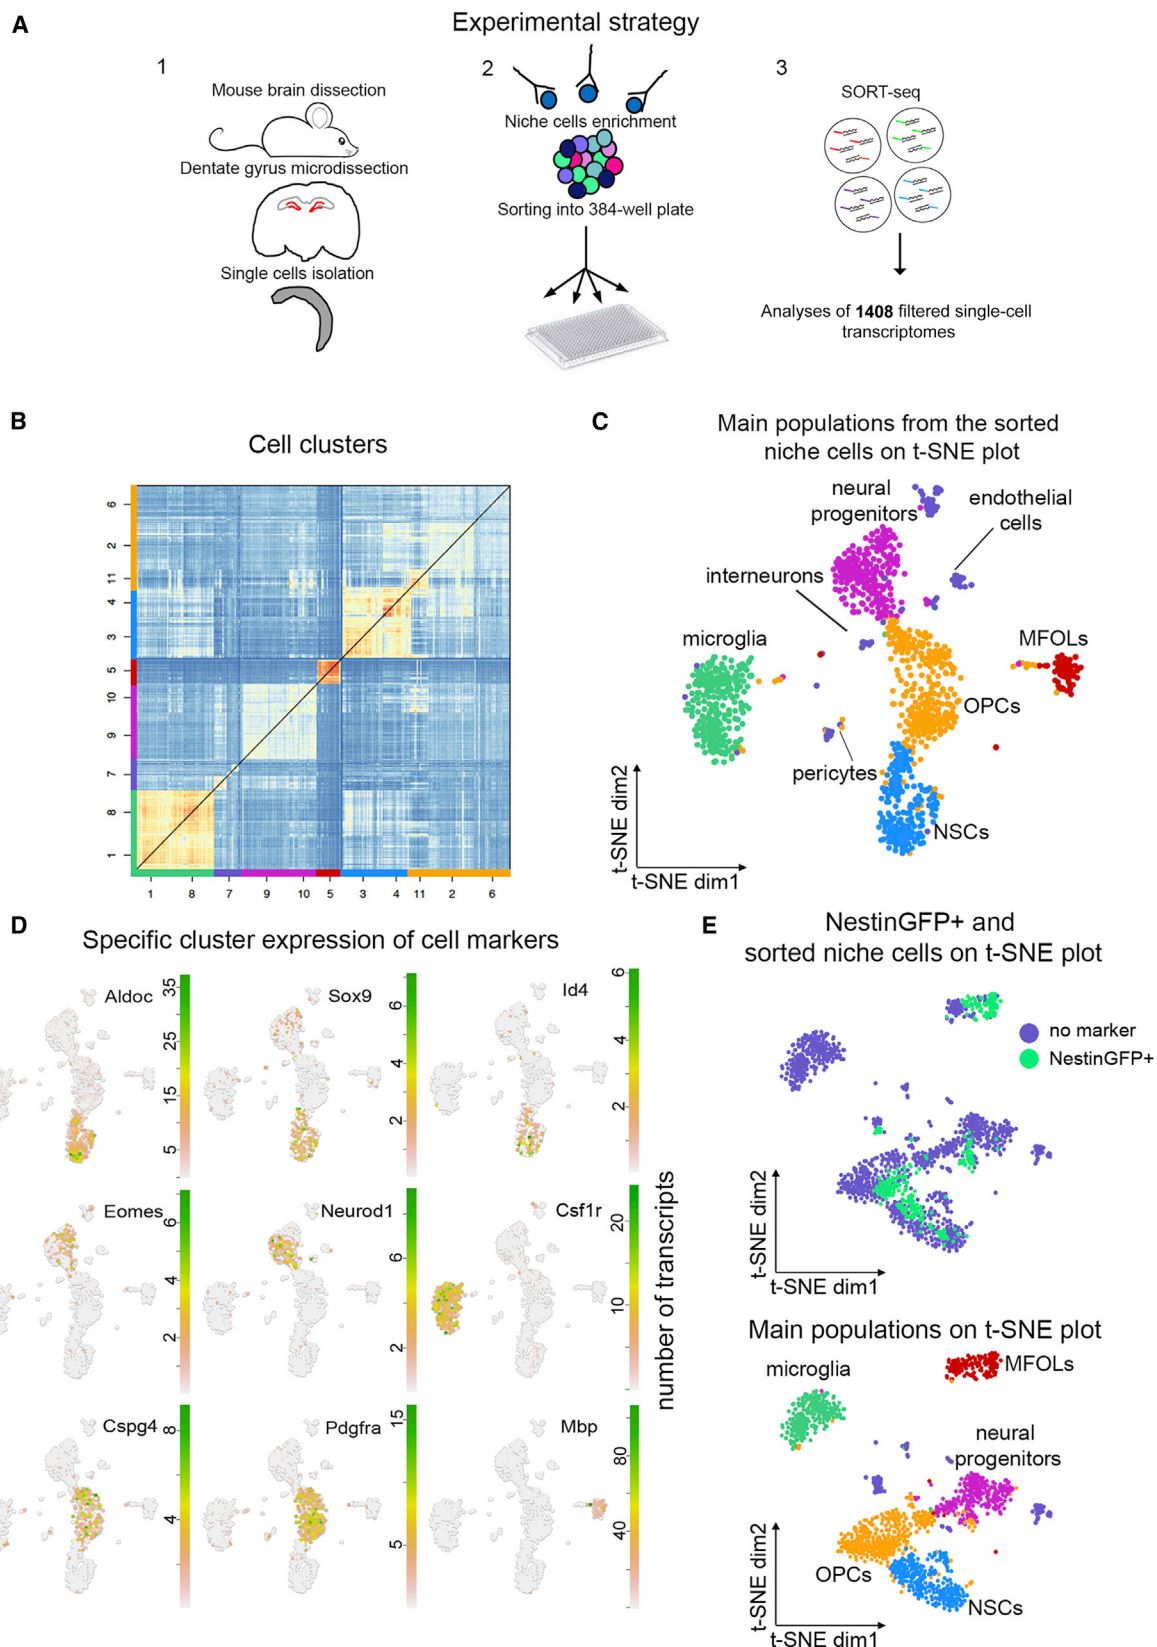 A
Experimental strategy
1
Mouse brain dissection
Dentate gyrus microdissection
Single cells isolation
2
Niche cells enrichment
Sorting into 384-well plate
3
SORT-seq
Analyses of 1408 filtered single-cell
transcriptomes
B
Cell clusters
6
2
11
4
3
5
10
9
7
8
1
1 8 7 9 10 5 3 4 11 2 6
C
Main populations from the sorted
niche cells on t-SNE plot
neural
progenitors
endothelial
cells
interneurons
microglia
MFOLs
OPCs
pericytes
NSCs
t-SNE dim2
t-SNE dim1
D
Specific cluster expression of cell markers
Aldoc
35
25
15
5
Sox9
6
4
2
Id4
6
4
2
Eomes
6
4
2
Neurod1
6
2
Csf1r
20
10
number of transcripts
Cspg4
8
4
Pdgfra
15
5
Mbp
80
40
E
NestinGFP+ and
sorted niche cells on t-SNE plot
no marker
NestinGFP+
t-SNE dim2
t-SNE dim1
Main populations on t-SNE plot
microglia
MFOLs
neural
progenitors
OPCs
NSCs
t-SNE dim2
t-SNE dim1